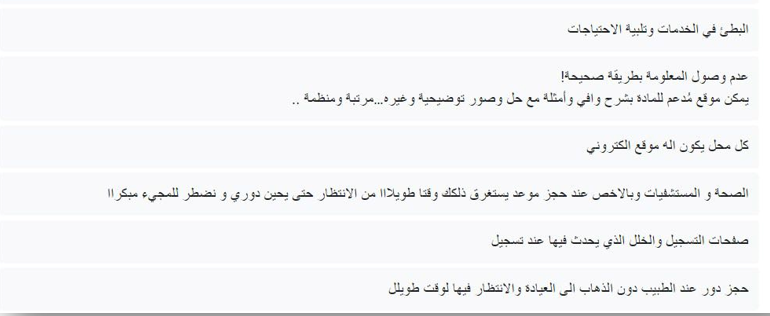 البطئ في الخدمات وتلبية الاحتياجات
عدم وصول المعلومة بطريقة صحيحة!
يمكن موقع مُدعم للمادة بشرح وافي وأمثلة مع حل وصور توضيحية وغيره...مرتبة ومنظمة ..
كل محل يكون اله موقع الكتروني
الصحة و المستشفيات وبالاخص عند حجز موعد يستغرق ذلكك وقتا طويلااا من الانتظار حتى يحين دوري و نضطر للمجيء مبكراا
صفحات التسجيل والخلل الذي يحدث فيها عند تسجيل
حجز دور عند الطبيب دون الذهاب الى العيادة والانتظار فيها لوقت طويلل